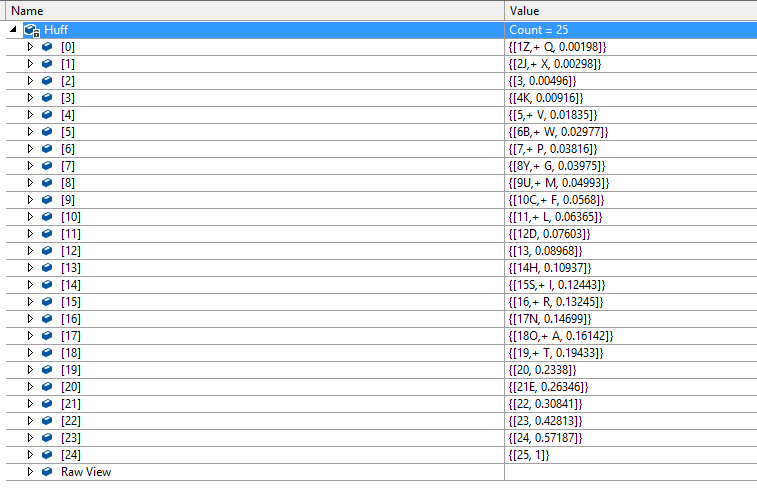 Name Value
Huff Count = 25
[0] {[1Z,+ Q, 0.00198]}
[1] {[2J,+ X, 0.00298]}
[2] {[3, 0.00496]}
[3] {[4K, 0.00916]}
[4] {[5,+ V, 0.01835]}
[5] {[6B,+ W, 0.02977]}
[6] {[7,+ P, 0.03816]}
[7] {[8Y,+ G, 0.03975]}
[8] {[9U,+ M, 0.04993]}
[9] {[10C,+ F, 0.0568]}
[10] {[11,+ L, 0.06365]}
[11] {[12D, 0.07603]}
[12] {[13, 0.08968]}
[13] {[14H, 0.10937]}
[14] {[15S,+ I, 0.12443]}
[15] {[16,+ R, 0.13245]}
[16] {[17N, 0.14699]}
[17] {[18O,+ A, 0.16142]}
[18] {[19,+ T, 0.19433]}
[19] {[20, 0.2338]}
[20] {[21E, 0.26346]}
[21] {[22, 0.30841]}
[22] {[23, 0.42813]}
[23] {[24, 0.57187]}
[24] {[25, 1]}
Raw View